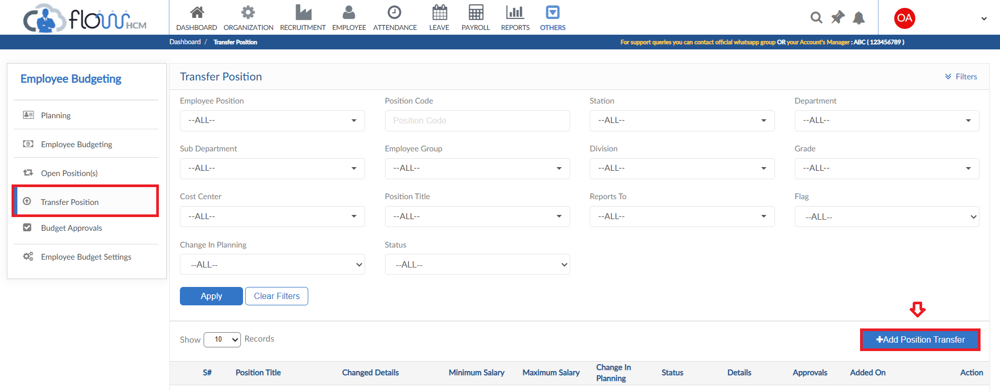 flowHCM
DASHBOARD ORGANIZATION RECRUITMENT EMPLOYEE ATTENDANCE LEAVE PAYROLL REPORTS OTHERS
OA
Dashboard / Transfer Position
For support queries you can contact official whatsapp group OR your Account's Manager : ABC ( 123456789 )
Employee Budgeting
Planning
Employee Budgeting
Open Position(s)
Transfer Position
Budget Approvals
Employee Budget Settings
Transfer Position
Filters
Employee Position Position Code Station Department
--ALL-- Position Code --ALL-- --ALL--
Sub Department Employee Group Division Grade
--ALL-- --ALL-- --ALL-- --ALL--
Cost Center Position Title Reports To Flag
--ALL-- --ALL-- --ALL-- --ALL--
Change In Planning Status
--ALL-- --ALL--
Apply Clear Filters
Show 10 Records
+Add Position Transfer
S# Position Title Changed Details Minimum Salary Maximum Salary Change In Planning Status Details Approvals Added On Action